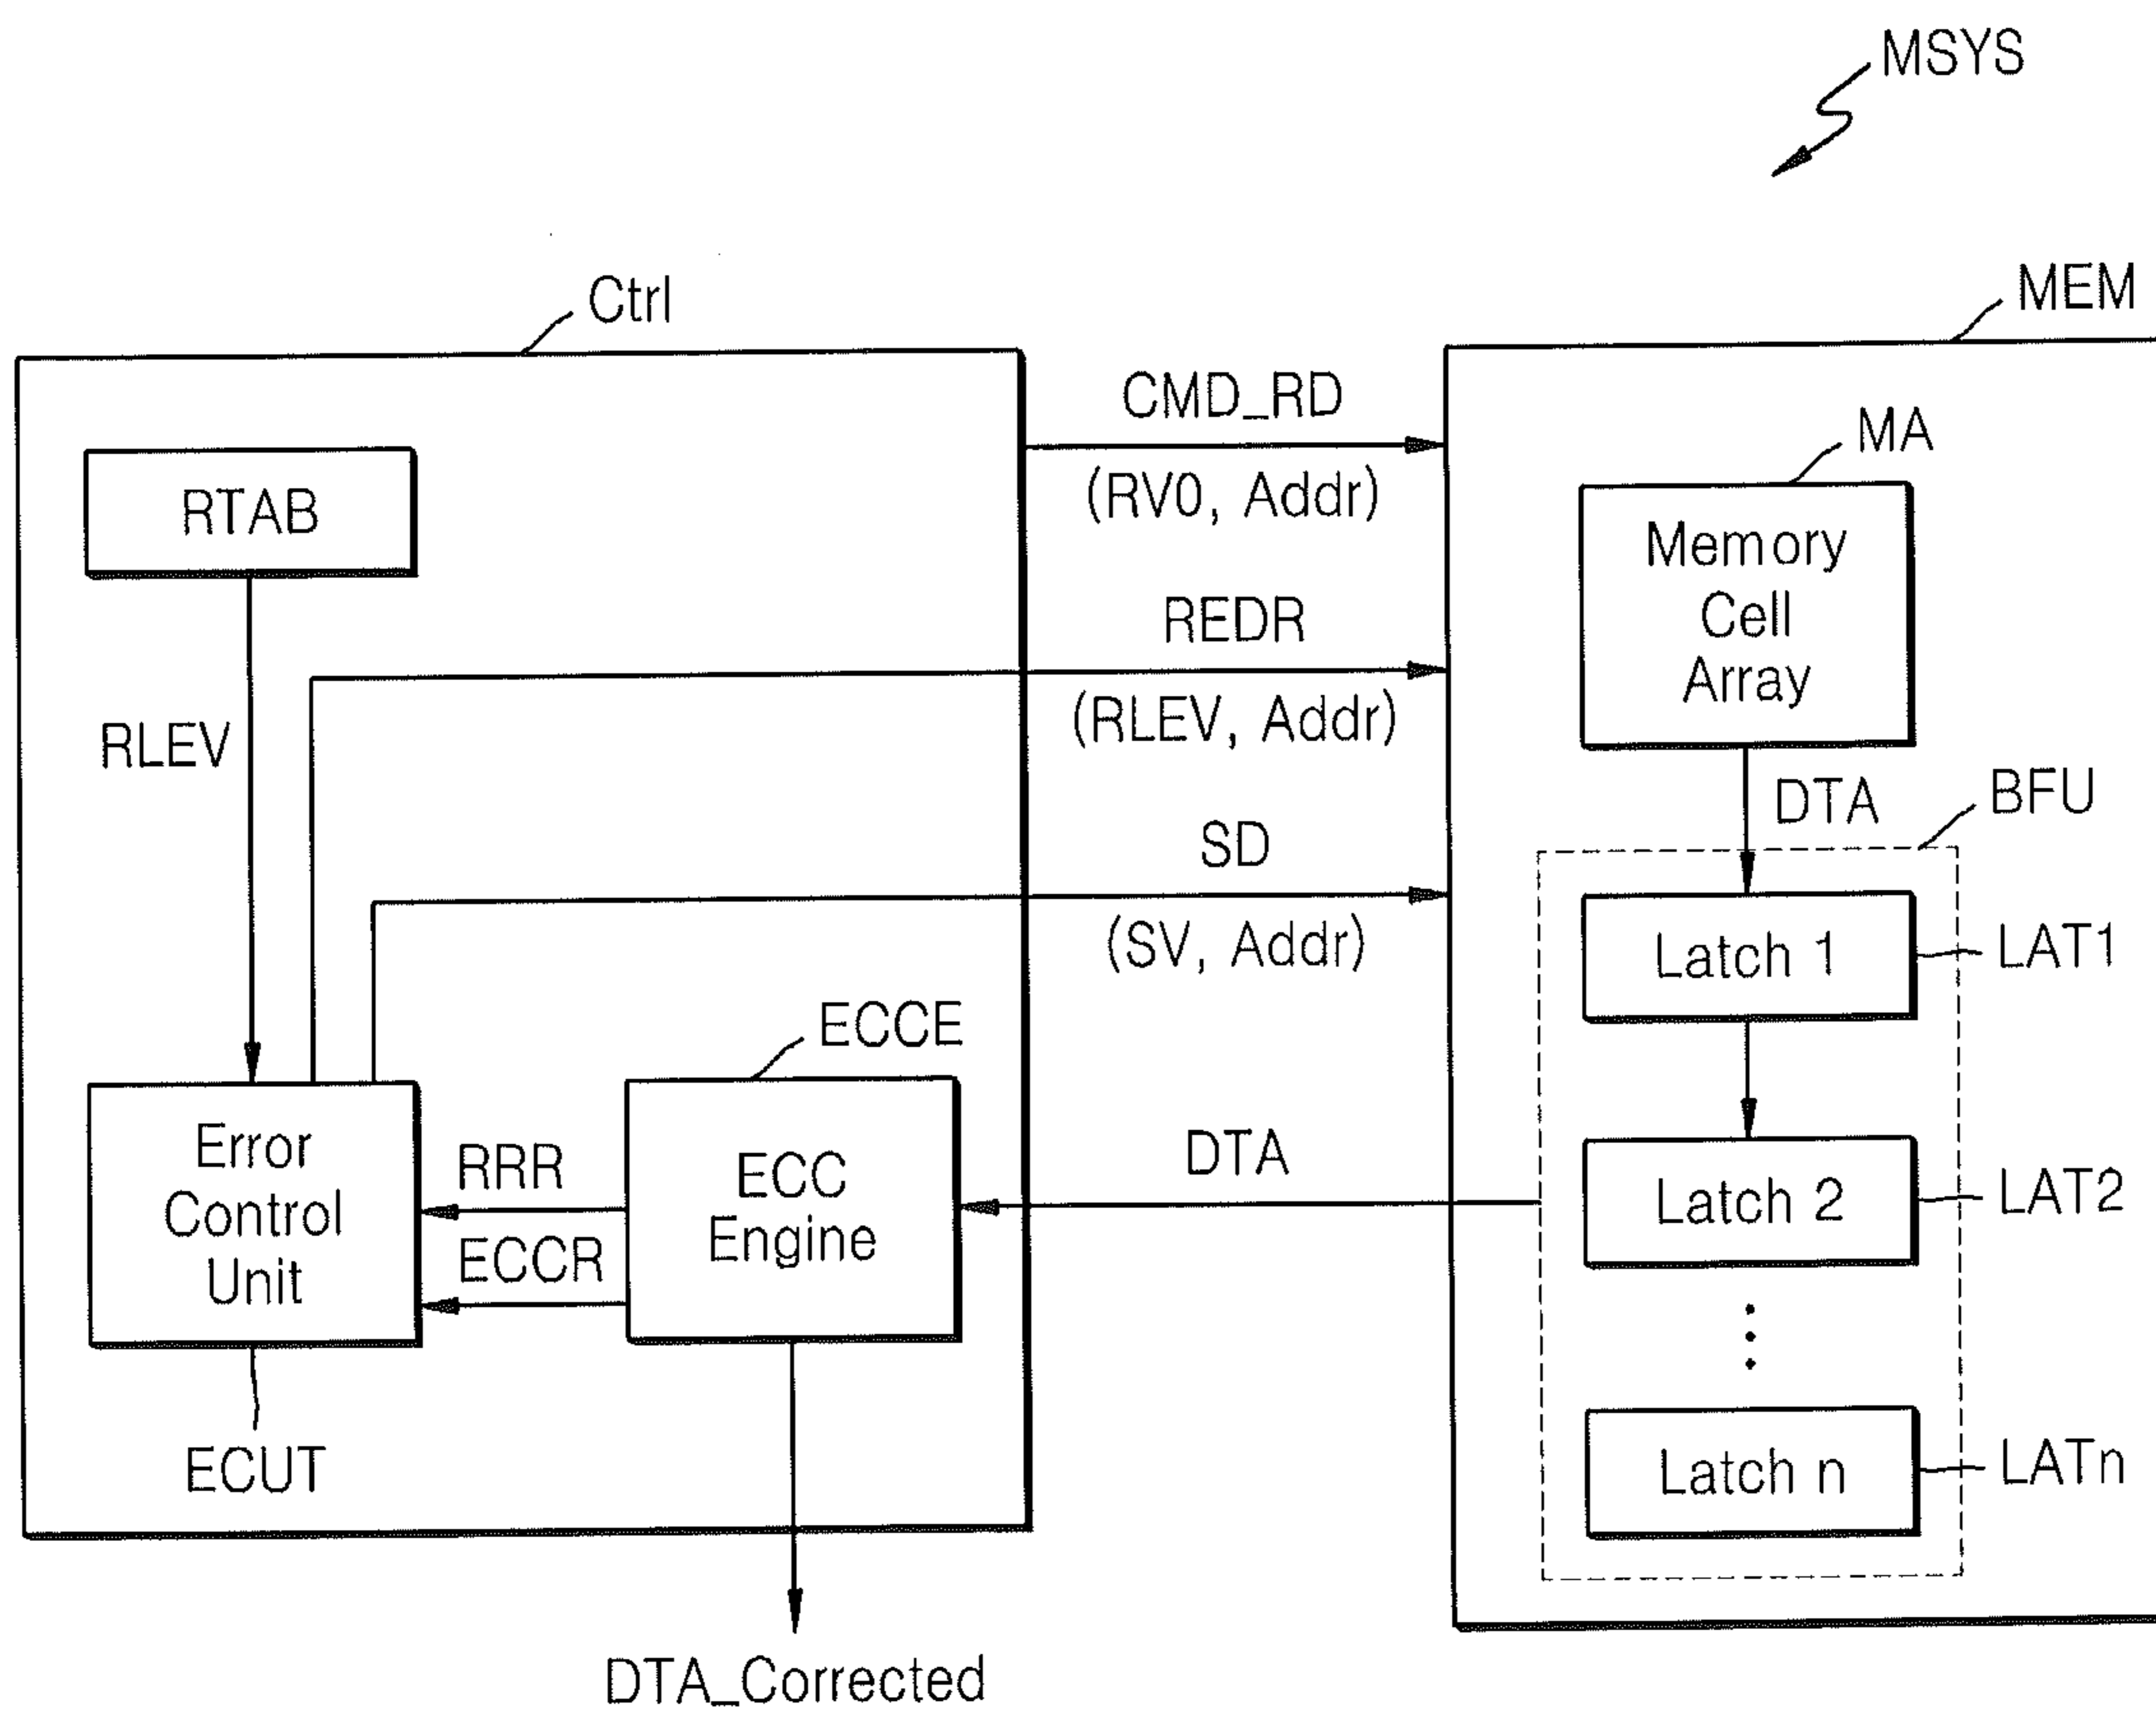 MSYS
Ctrl
MEM
CMD_RD
(RV0, Addr)
MA
RTAB
Memory
Cell
Array
REDR
(RLEV, Addr)
RLEV
DTA
BFU
SD
(SV, Addr)
Latch 1
LAT1
ECCE
Error
Control
Unit
RRR
ECCR
ECC
Engine
DTA
Latch 2
LAT2
ECUT
Latch n
LATn
DTA_Corrected